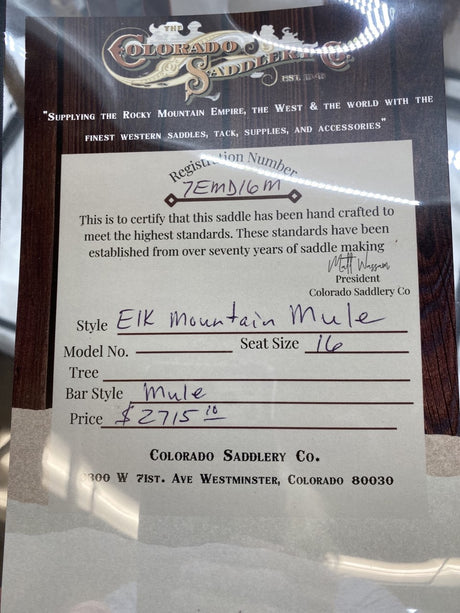 THE
COLORADO
SADDLERY CO.
"SUPPLYING THE ROCKY MOUNTAIN EMPIRE, THE WEST & THE WORLD WITH THE
FINEST WESTERN SADDLES, TACK, SUPPLIES, AND ACCESSORIES"
Registration Number
7EMD16M
This is to certify that this saddle has been hand crafted to
meet the highest standards. These standards have been
established from over seventy years of saddle making
Matt Wassam
President
Colorado Saddlery Co
Style Elk Mountain Mule
Model No. Seat Size 16
Tree
Bar Style Mule
Price $2715 10
COLORADO SADDLERY CO.
W 71ST. AVE WESTMINSTER, COLORADO 80030